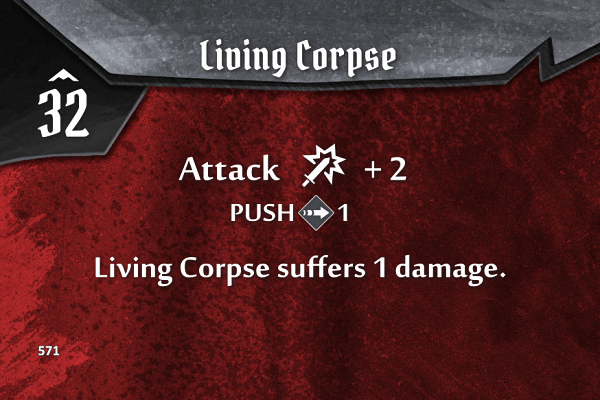 Living Corpse
32
Attack + 2
PUSH 1
Living Corpse suffers 1 damage.
571